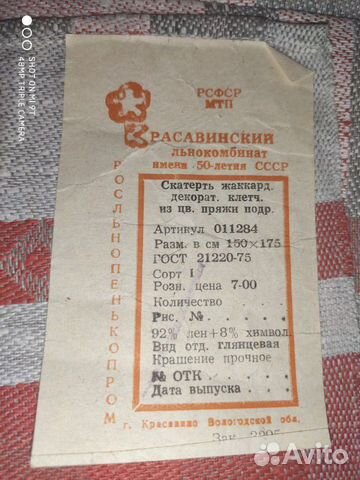 SHOT ON MI 9T
48MP TRIPLE CAMERA
РСФСР
МТП
КРАСАВИНСКИЙ
льнокомбинат
имени 50-летия СССР
РОСЛЬНОПЕНЬКОПРОМ
Скатерть жаккард.
декорат. клетч.
из цв. пряжи подр.
Артикул 011284
Разм. в см 150×175
ГОСТ 21220-75
Сорт I
Розн. цена 7-00
Количество . . .
Рис. № . . . .
92% лен+8% химвол.
Вид отд. глянцевая
Крашение прочное
№ ОТК . . . .
Дата выпуска . . .
г. Красавино Вологодской обл.
Зак.
Avito